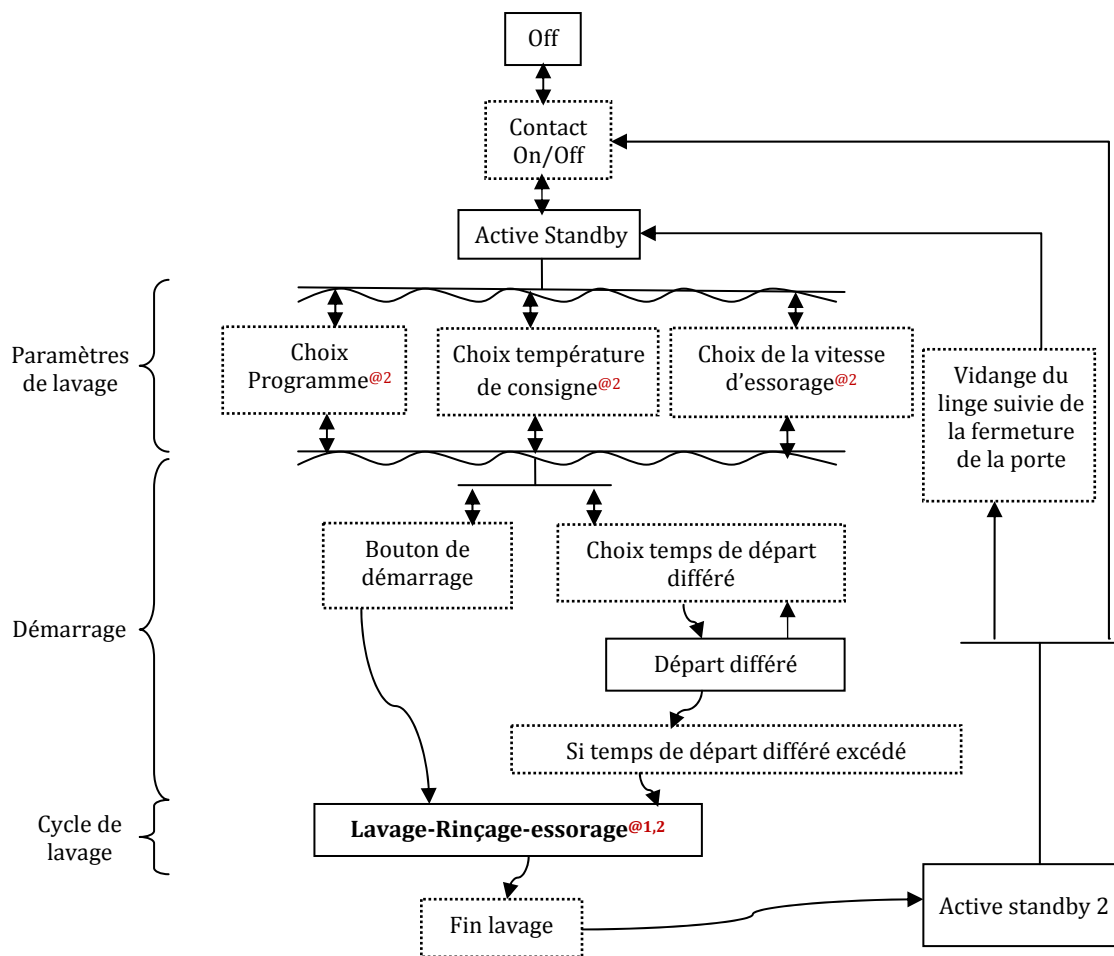 Off
Contact
On/Off
Active Standby
Paramètres
de lavage
Choix
Programme@2
Choix température
de consigne@2
Choix de la vitesse
d'essorage@2
Vidange du
linge suivie de
la fermeture
de la porte
Démarrage
Bouton de
démarrage
Choix temps de départ
différé
Départ différé
Si temps de départ différé excédé
Cycle de
lavage
Lavage-Rinçage-essorage@1,2
Fin lavage
Active standby 2